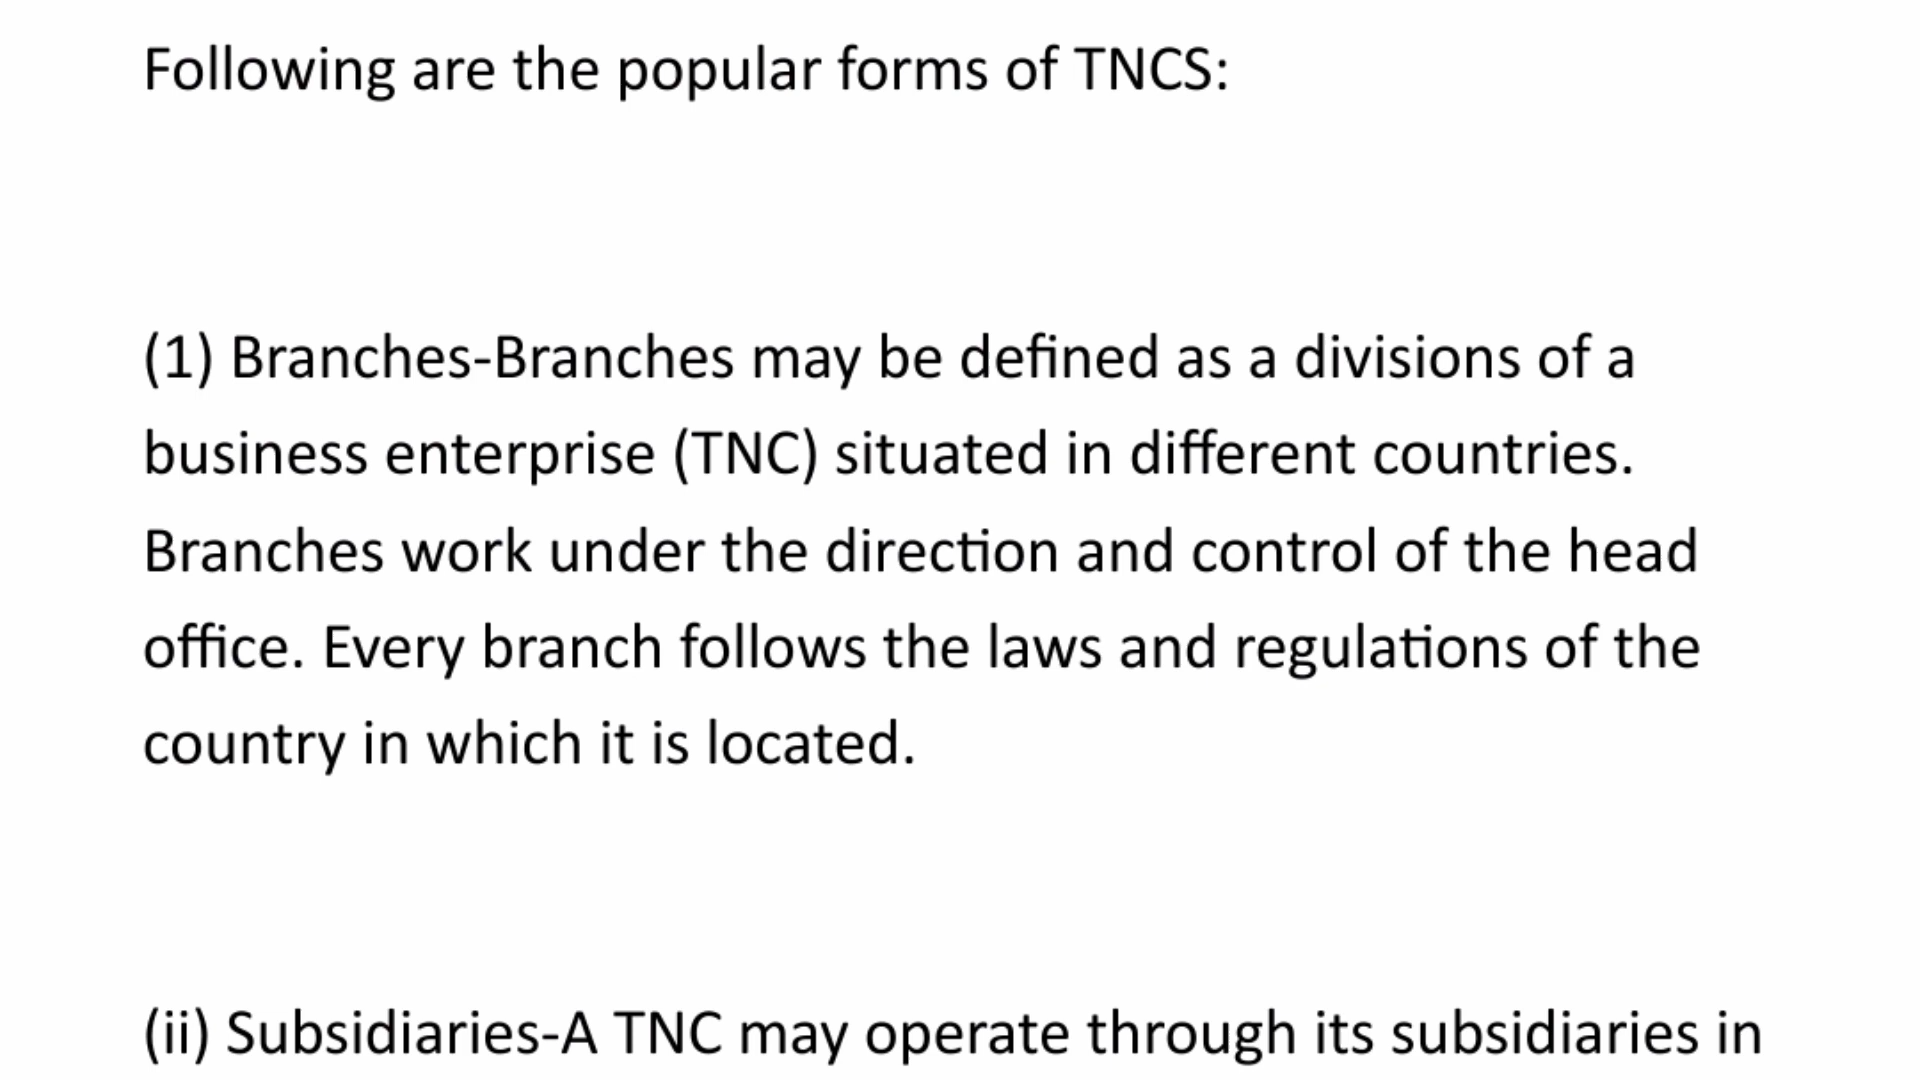 Following are the popular forms of TNCS:
(1) Branches-Branches may be defined as a divisions of a
business enterprise (TNC) situated in different countries.
Branches work under the direction and control of the head
office. Every branch follows the laws and regulations of the
country in which it is located.
(ii) Subsidiaries-A TNC may operate through its subsidiaries in